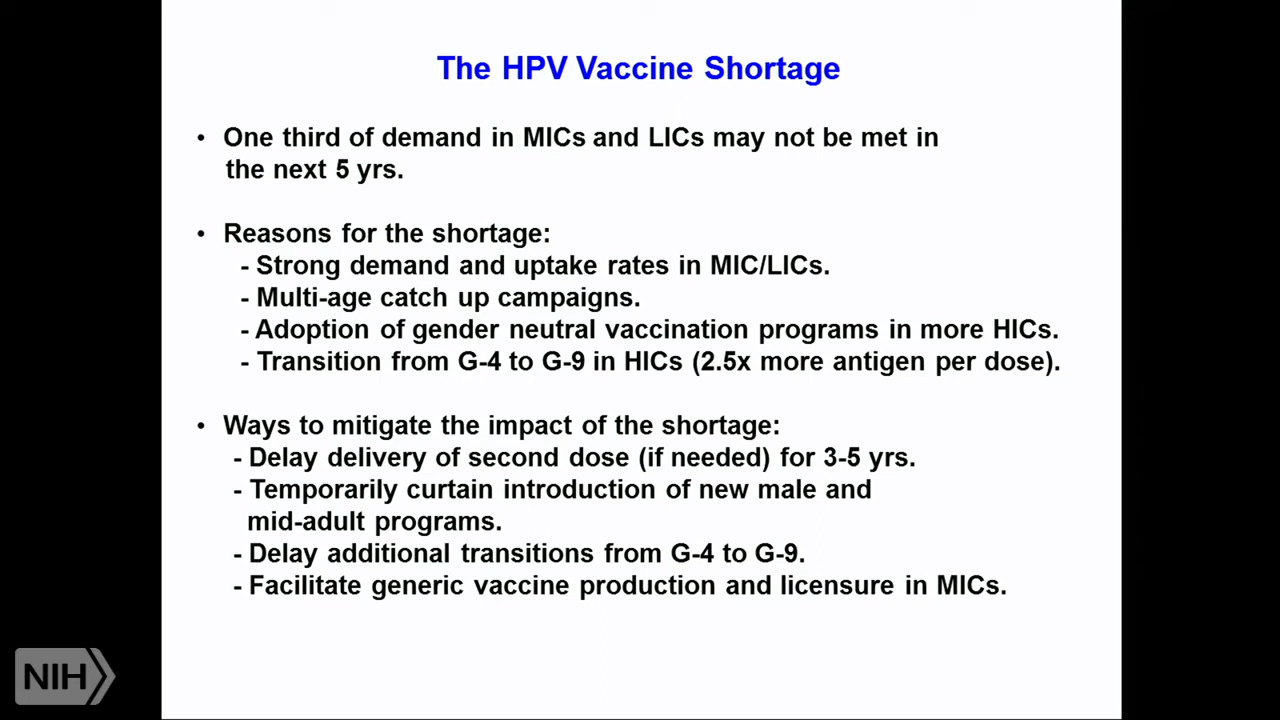 The HPV Vaccine Shortage
• One third of demand in MICs and LICs may not be met in
the next 5 yrs.
• Reasons for the shortage:
- Strong demand and uptake rates in MIC/LICs.
- Multi-age catch up campaigns.
- Adoption of gender neutral vaccination programs in more HICs.
- Transition from G-4 to G-9 in HICs (2.5x more antigen per dose).
• Ways to mitigate the impact of the shortage:
- Delay delivery of second dose (if needed) for 3-5 yrs.
- Temporarily curtain introduction of new male and
mid-adult programs.
- Delay additional transitions from G-4 to G-9.
- Facilitate generic vaccine production and licensure in MICs.
NIH